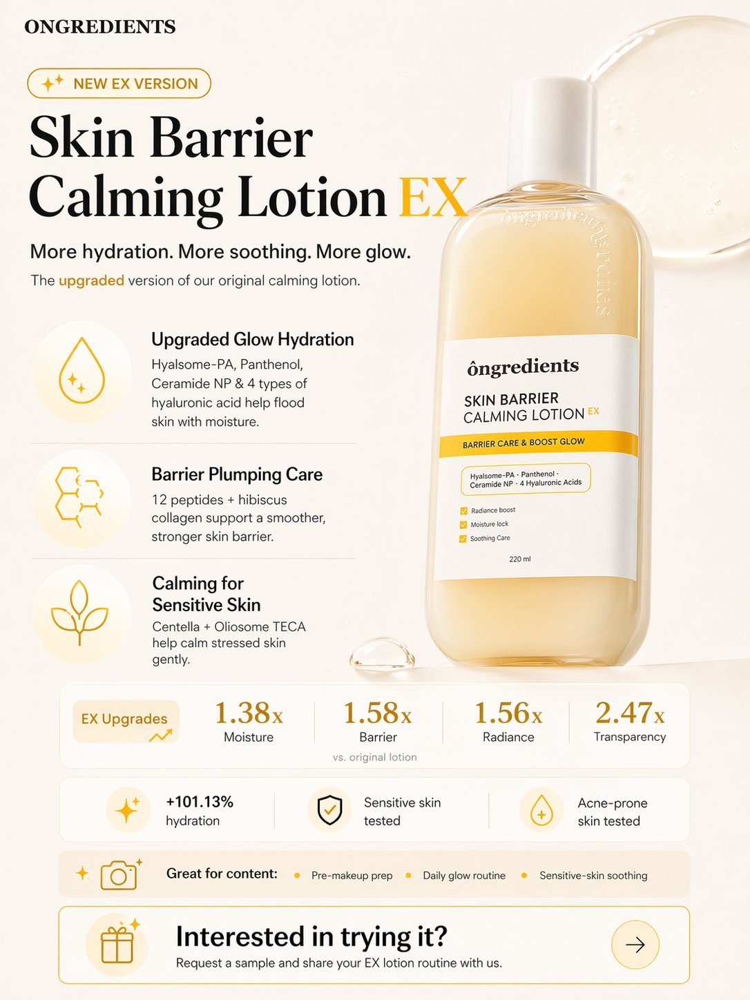 ONGREDIENTS
NEW EX VERSION
Skin Barrier
Calming Lotion EX
More hydration. More soothing. More glow.
The upgraded version of our original calming lotion.
Upgraded Glow Hydration
Hyalsome-PA, Panthenol,
Ceramide NP & 4 types of
hyaluronic acid help flood
skin with moisture.
Barrier Plumping Care
12 peptides + hibiscus
collagen support a smoother,
stronger skin barrier.
Calming for
Sensitive Skin
Centella + Oliosome TECA
help calm stressed skin
gently.
ôngredients
SKIN BARRIER
CALMING LOTION EX
BARRIER CARE & BOOST GLOW
Hyalsome-PA · Panthenol ·
Ceramide NP · 4 Hyaluronic Acids
Radiance boost
Moisture lock
Soothing Care
220 ml
EX Upgrades
1.38x
Moisture
1.58x
Barrier
1.56x
Radiance
2.47x
Transparency
vs. original lotion
+101.13%
hydration
Sensitive skin
tested
Acne-prone
skin tested
Great for content:
• Pre-makeup prep • Daily glow routine • Sensitive-skin soothing
Interested in trying it?
Request a sample and share your EX lotion routine with us.